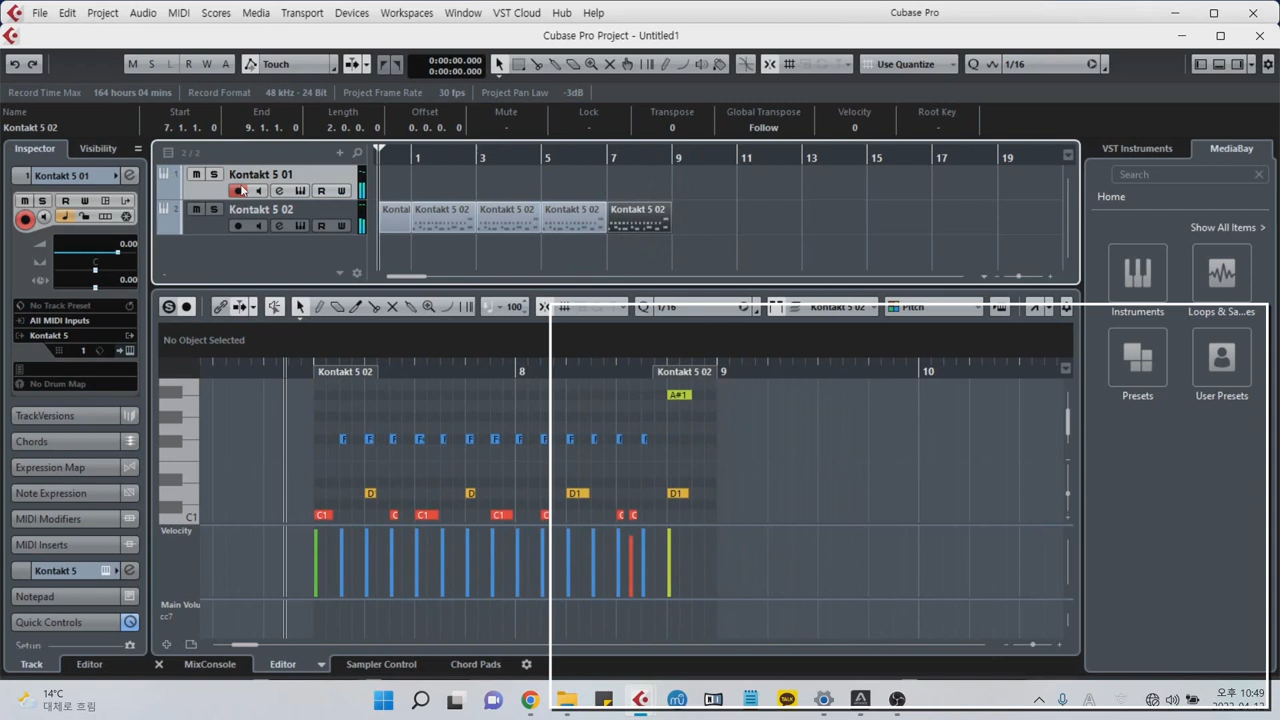 File Edit Project Audio MIDI Scores Media Transport Devices Workspaces Window VST Cloud Hub Help Cubase Pro
Cubase Pro Project - Untitled1
M S L R W A Touch 0:00:00.000 0:00:00.000 Use Quantize Q 1/16
Record Time Max 164 hours 04 mins Record Format 48 kHz - 24 Bit Project Frame Rate 30 fps Project Pan Law -3dB
Name Start End Length Offset Mute Lock Transpose Global Transpose Velocity Root Key
Kontakt 5 02 7. 1. 1. 0 9. 1. 1. 0 2. 0. 0. 0 0. 0. 0. 0 - - 0 Follow 0 -
Inspector Visibility 2 / 2 1 3 5 7 9 11 13 15 17 19 VST Instruments MediaBay
1 Kontakt 5 01 1 M S Kontakt 5 01 Search
M S L R W R W Home
2 M S Kontakt 5 02 Kontal Kontakt 5 02 Kontakt 5 02 Kontakt 5 02 Kontakt 5 02
R W Show All Items >
0.00
C
0.00
No Track Preset 100 1/16 Kontakt 5 02 Pitch Instruments Loops & Sa...es
All MIDI Inputs
Kontakt 5 No Object Selected
1
Kontakt 5 02 8 Kontakt 5 02 9 10
No Drum Map A#1 Presets User Presets
TrackVersions
Chords
Expression Map
Note Expression D D D1 D1
MIDI Modifiers C1 C1 C C1 C1 C C C
Velocity
MIDI Inserts
Kontakt 5
Notepad Main Volu
cc7
Quick Controls
Setup
Track Editor MixConsole Editor Sampler Control Chord Pads
14°C
대체로 흐림
TALK A
오후 10:49